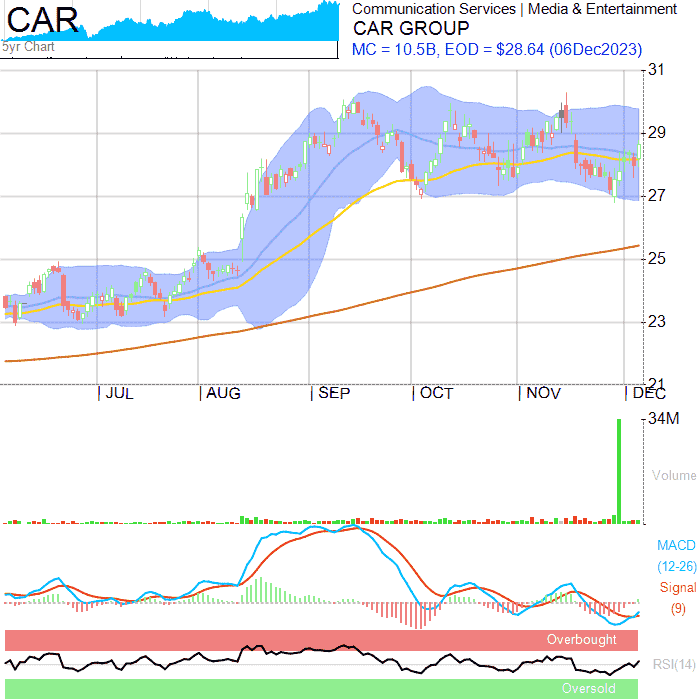 CAR
5yr Chart
Communication Services | Media & Entertainment
CAR GROUP
MC = 10.5B, EOD = $28.64 (06Dec2023)
31
29
27
25
23
21
JUL
AUG
SEP
OCT
NOV
DEC
34M
Volume
MACD
(12-26)
Signal
(9)
Overbought
RSI(14)
Oversold